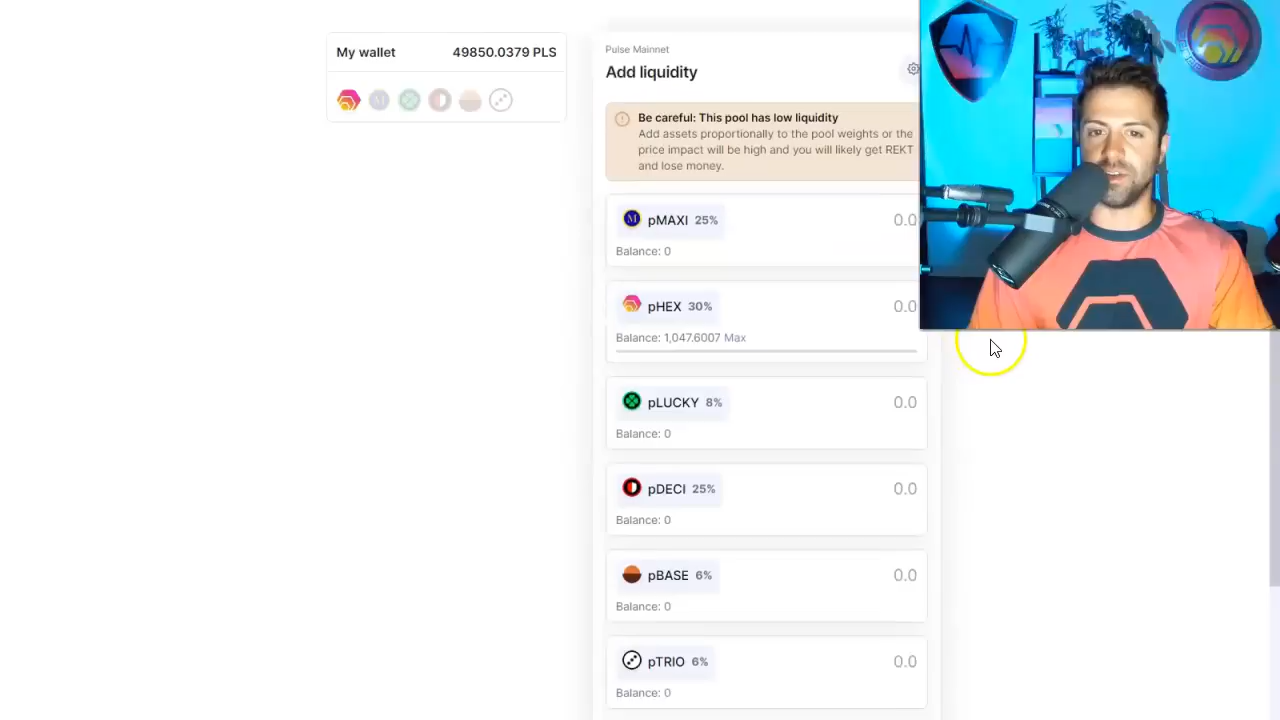 My wallet 49850.0379 PLS
Pulse Mainnet
Add liquidity
Be careful: This pool has low liquidity
Add assets proportionally to the pool weights or the
price impact will be high and you will likely get REKT
and lose money.
pMAXI 25% 0.0
Balance: 0
pHEX 30% 0.0
Balance: 1,047.6007 Max
pLUCKY 8% 0.0
Balance: 0
pDECI 25% 0.0
Balance: 0
pBASE 6% 0.0
Balance: 0
pTRIO 6% 0.0
Balance: 0